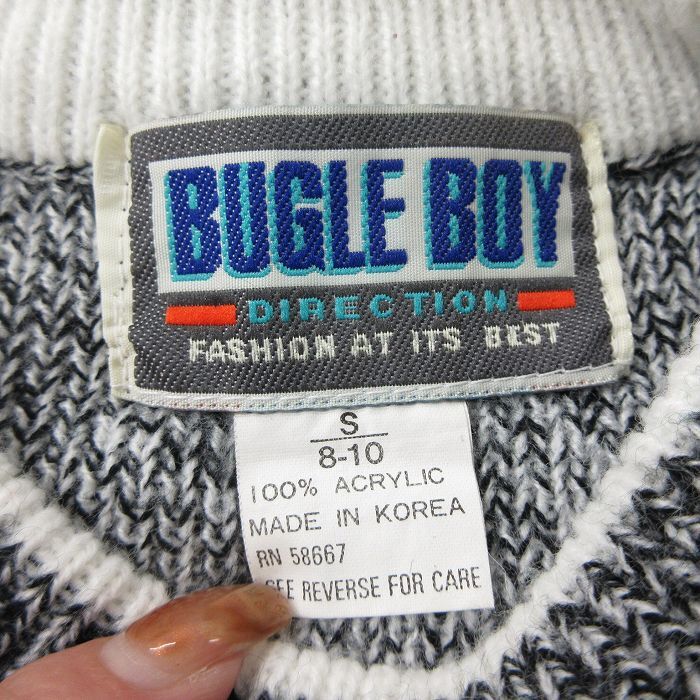 BUGLE BOY
DIRECTION
FASHION AT ITS BEST
S
8-10
100% ACRYLIC
MADE IN KOREA
RN 58667
SEE REVERSE FOR CARE